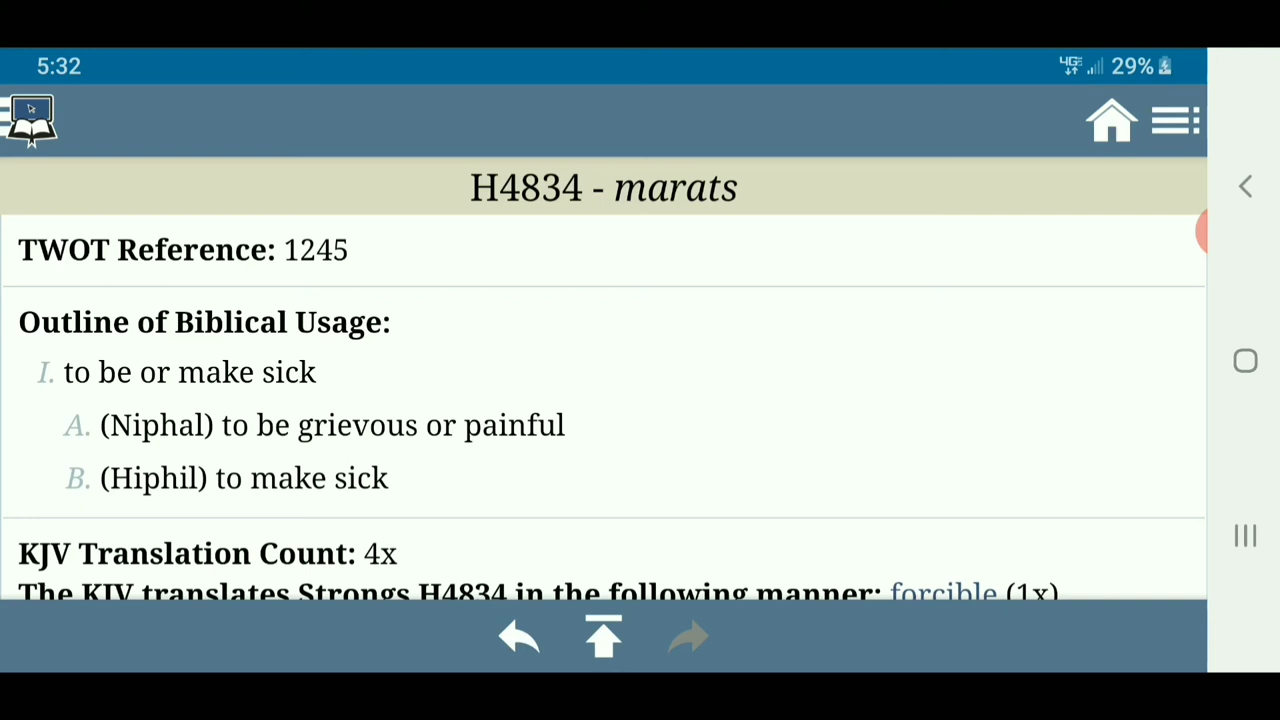 5:32
4G 29%
H4834 - marats
TWOT Reference: 1245
Outline of Biblical Usage:
I. to be or make sick
A. (Niphal) to be grievous or painful
B. (Hiphil) to make sick
KJV Translation Count: 4x
The KJV translates Strongs H4834 in the following manner: forcible (1x)